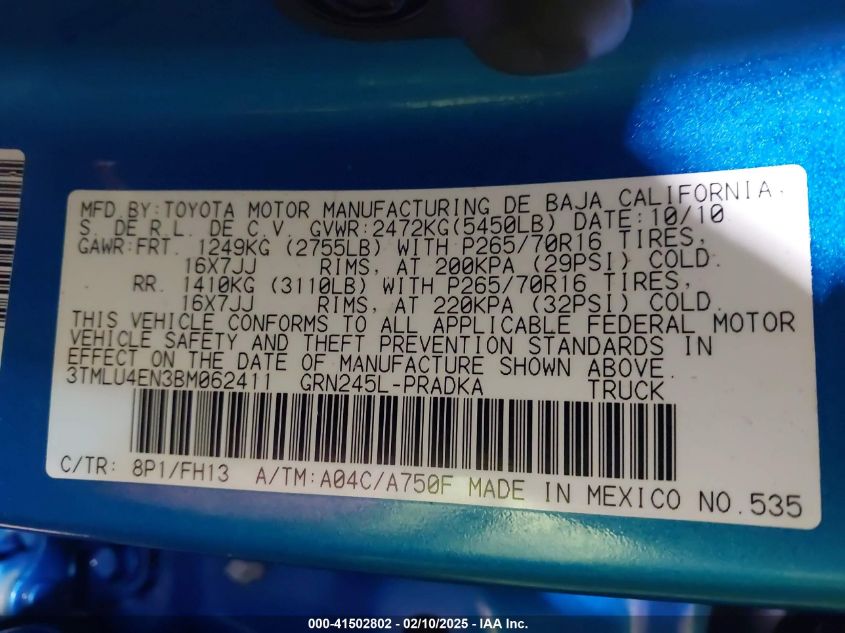 MFD.BY:TOYOTA MOTOR MANUFACTURING DE BAJA CALIFORNIA,
S. DE R.L. DE C.V. GVWR:2472KG(5450LB) DATE:10/10
GAWR:FRT. 1249KG (2755LB) WITH P265/70R16 TIRES,
16X7JJ RIMS, AT 200KPA (29PSI) COLD.
RR. 1410KG (3110LB) WITH P265/70R16 TIRES,
16X7JJ RIMS, AT 220KPA (32PSI) COLD.
THIS VEHICLE CONFORMS TO ALL APPLICABLE FEDERAL MOTOR
VEHICLE SAFETY AND THEFT PREVENTION STANDARDS IN
EFFECT ON THE DATE OF MANUFACTURE SHOWN ABOVE.
3TMLU4EN3BM062411 GRN245L-PRADKA TRUCK
C/TR: 8P1/FH13 A/TM:A04C/A750F MADE IN MEXICO NO.535
000-41502802 - 02/10/2025 - IAA Inc.